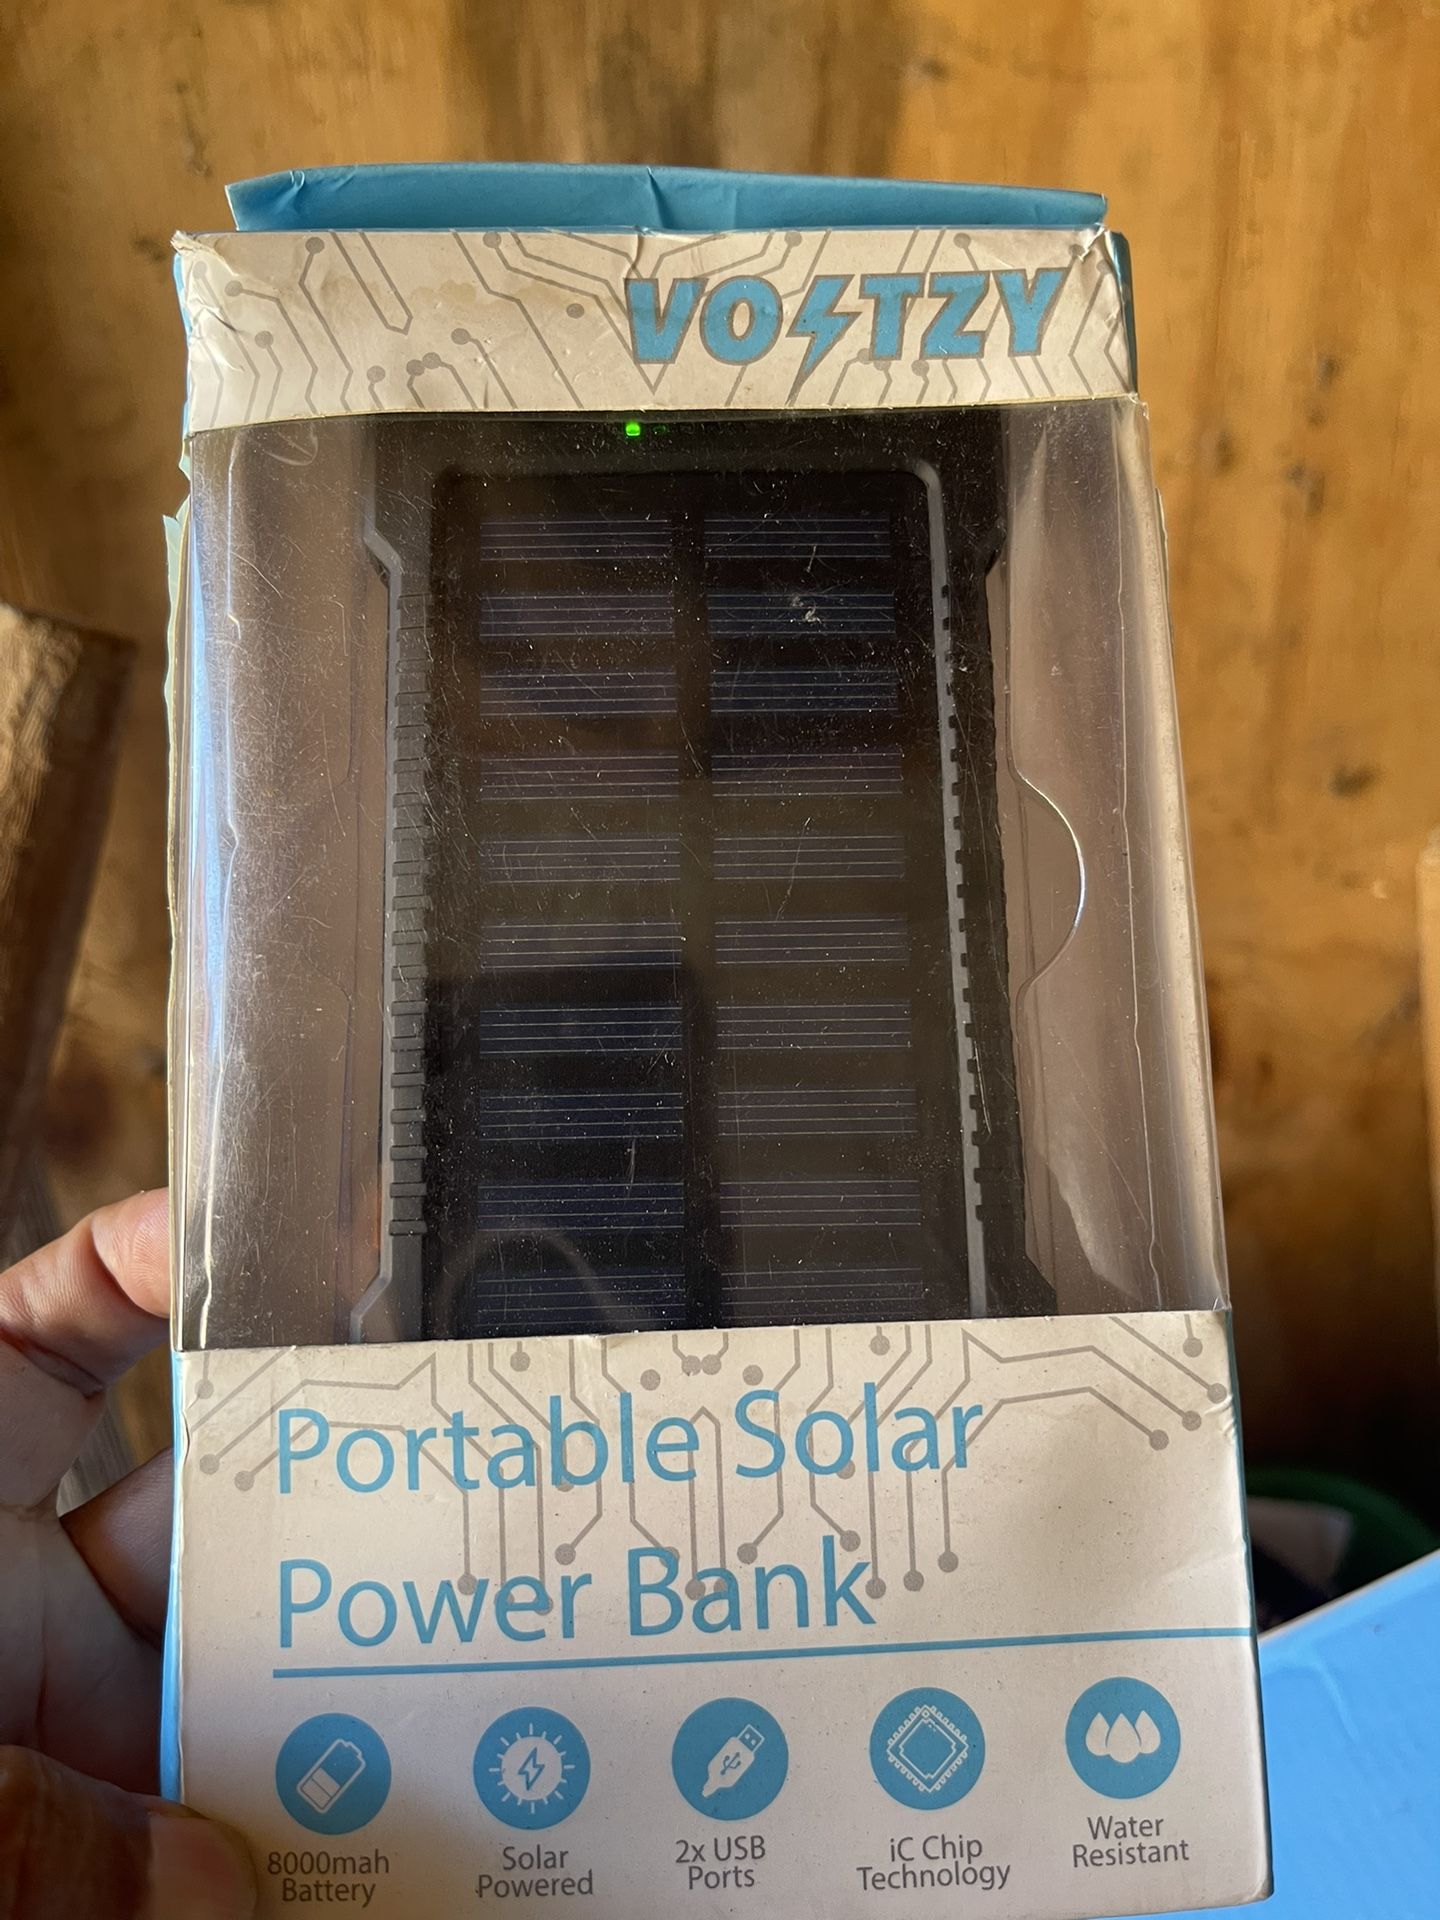 VOLTZY
Portable Solar
Power Bank
8000mah
Battery
Solar
Powered
2x USB
Ports
iC Chip
Technology
Water
Resistant